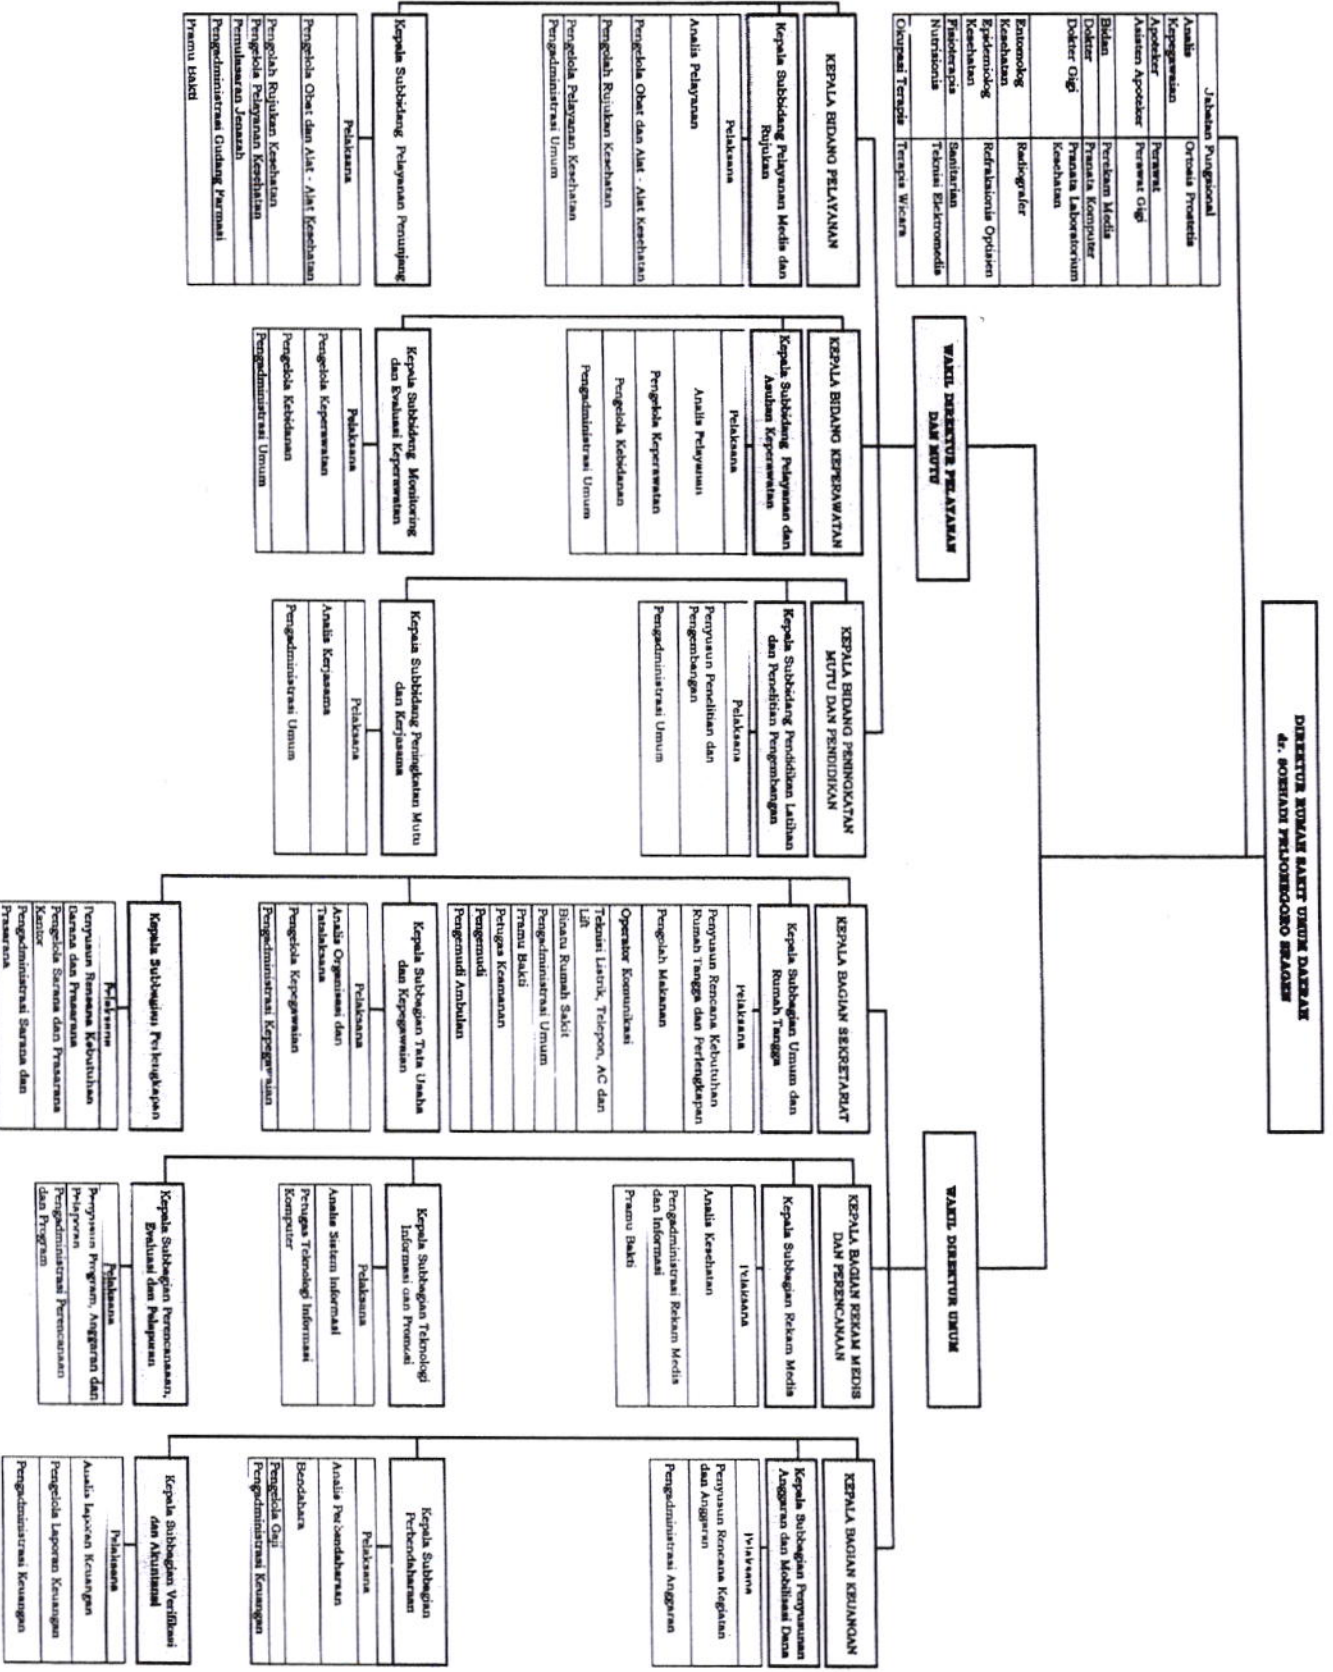 DIREKTUR RUMAH SAKIT UMUM DAERAH
dr. SOEHADI PRIJONEGORO SRAGEN
Jabatan Fungsional
Analis
Kepegawaian
Ortosis Prostetis
Apoteker
Perawat
Asisten Apoteker
Perawat Gigi
Bidan
Perekam Medis
Dokter
Pranata Komputer
Dokter Gigi
Pranata Laboratorium
Kesehatan
Entomolog
Kesehatan
Radiografer
Epidemiolog
Kesehatan
Refraksionis Optisien
Fisioterapis
Sanitarian
Nutrisionis
Teknisi Elektromedis
Okupasi Terapis
Terapis Wicara
WAKIL DIREKTUR PELAYANAN
DAN MUTU
WAKIL DIREKTUR UMUM
KEPALA BIDANG PELAYANAN
Kepala Subbidang Pelayanan Medis dan
Rujukan
Pelaksana
Analis Pelayanan
Pengelola Obat dan Alat - Alat Kesehatan
Pengolah Rujukan Kesehatan
Pengelola Pelayanan Kesehatan
Pengadministrasi Umum
Kepala Subbidang Pelayanan Penunjang
Pelaksana
Pengelola Obat dan Alat - Alat Kesehatan
Pengolah Rujukan Kesehatan
Pengelola Pelayanan Kesehatan
Pemulasaran Jenazah
Pengadministrasi Gudang Farmasi
Pramu Bakti
KEPALA BIDANG KEPERAWATAN
Kepala Subbidang Pelayanan dan
Asuhan Keperawatan
Pelaksana
Analis Pelayanan
Pengelola Keperawatan
Pengelola Kebidanan
Pengadministrasi Umum
Kepala Subbidang Monitoring
dan Evaluasi Keperawatan
Pelaksana
Pengelola Keperawatan
Pengelola Kebidanan
Pengadministrasi Umum
KEPALA BIDANG PENINGKATAN
MUTU DAN PENDIDIKAN
Kepala Subbidang Pendidikan Latihan
dan Penelitian Pengembangan
Pelaksana
Penyusun Penelitian dan
Pengembangan
Pengadministrasi Umum
Kepala Subbidang Peningkatan Mutu
dan Kerjasama
Pelaksana
Analis Kerjasama
Pengadministrasi Umum
KEPALA BAGIAN SEKRETARIAT
Kepala Subbagian Umum dan
Rumah Tangga
Pelaksana
Penyusun Rencana Kebutuhan
Rumah Tangga dan Perlengkapan
Pengolah Makanan
Operator Komunikasi
Teknisi Listrik, Telepon, AC dan
Lift
Binatu Rumah Sakit
Pengadministrasi Umum
Pramu Bakti
Petugas Keamanan
Pengemudi
Pengemudi Ambulan
Kepala Subbagian Tata Usaha
dan Kepegawaian
Pelaksana
Analis Organisasi dan
Tatalaksana
Pengelola Kepegawaian
Pengadministrasi Kepegawaian
Kepala Subbagian Perlengkapan
Pelaksana
Penyusun Rencana Kebutuhan
Sarana dan Prasarana
Pengelola Sarana dan Prasarana
Kantor
Pengadministrasi Sarana dan
Prasarana
KEPALA BAGIAN REKAM MEDIS
DAN PERENCANAAN
Kepala Subbagian Rekam Medis
Pelaksana
Analis Kesehatan
Pengadministrasi Rekam Medis
dan Informasi
Pramu Bakti
Kepala Subbagian Teknologi
Informasi dan Promosi
Pelaksana
Analis Sistem Informasi
Petugas Teknologi Informasi
Komputer
Kepala Subbagian Perencanaaan,
Evaluasi dan Pelaporan
Pelaksana
Penyusun Program, Anggaran dan
Pelaporan
Pengadministrasi Perencanaan
dan Program
KEPALA BAGIAN KEUANGAN
Kepala Subbagian Penyusunan
Anggaran dan Mobilisasi Dana
Pelaksana
Penyusun Rencana Kegiatan
dan Anggaran
Pengadministrasi Anggaran
Kepala Subbagian
Perbendaharaan
Pelaksana
Analis Perbendaharaan
Bendahara
Pengelola Gaji
Pengadministrasi Keuangan
Kepala Subbagian Verifikasi
dan Akuntansi
Pelaksana
Analis Laporan Keuangan
Pengelola Laporan Keuangan
Pengadministrasi Keuangan